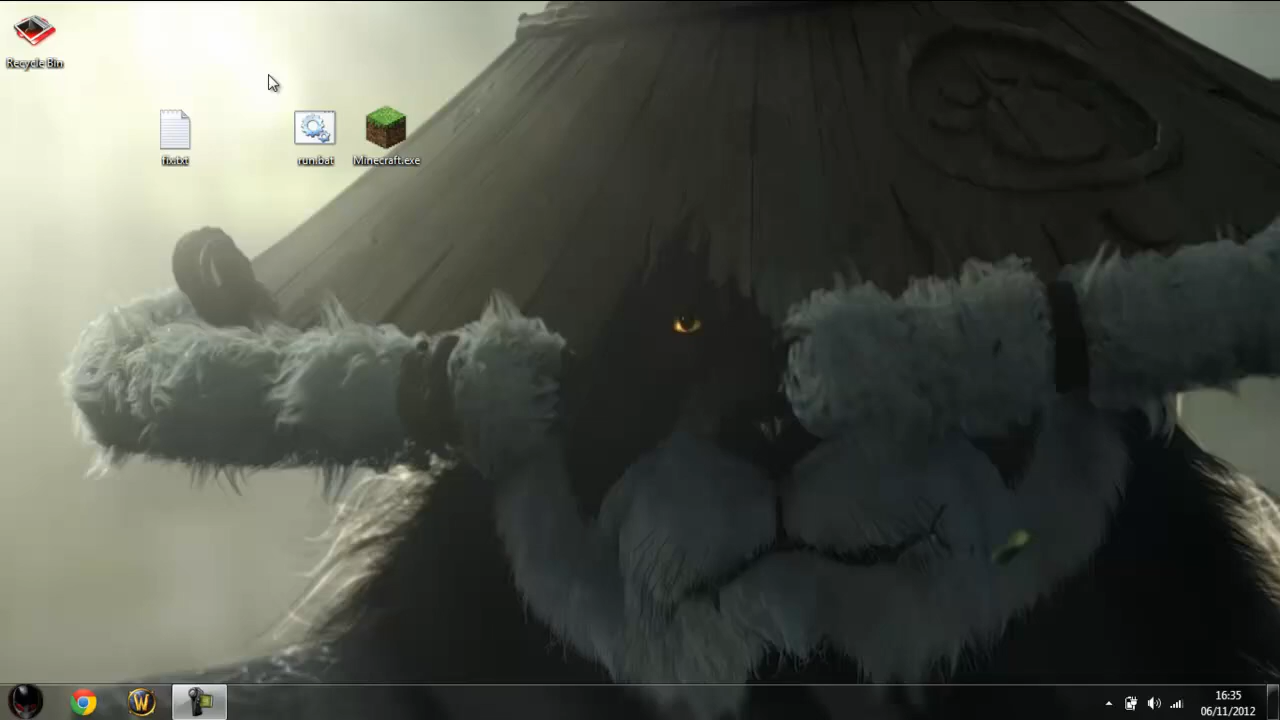 Recycle Bin
fix.txt
run.bat
Minecraft.exe
W
16:35
06/11/2012